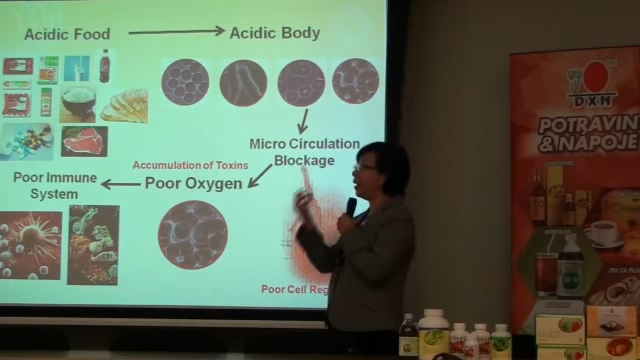 Acidic Food
Acidic Body
Micro Circulation
Blockage
Accumulation of Toxins
Poor Oxygen
Poor Immune
System
Poor Cell Reg
DXN
POTRAVIN
& NÁPOJE